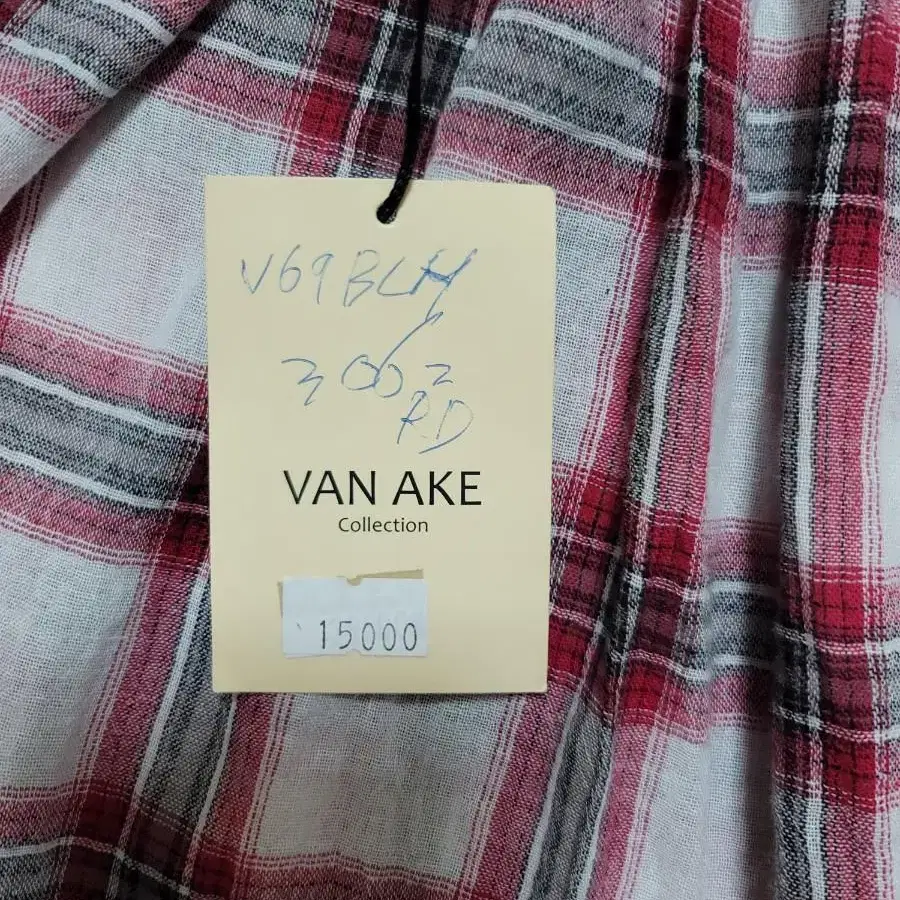 V69BLH
3002
RD
VAN AKE
Collection
15000